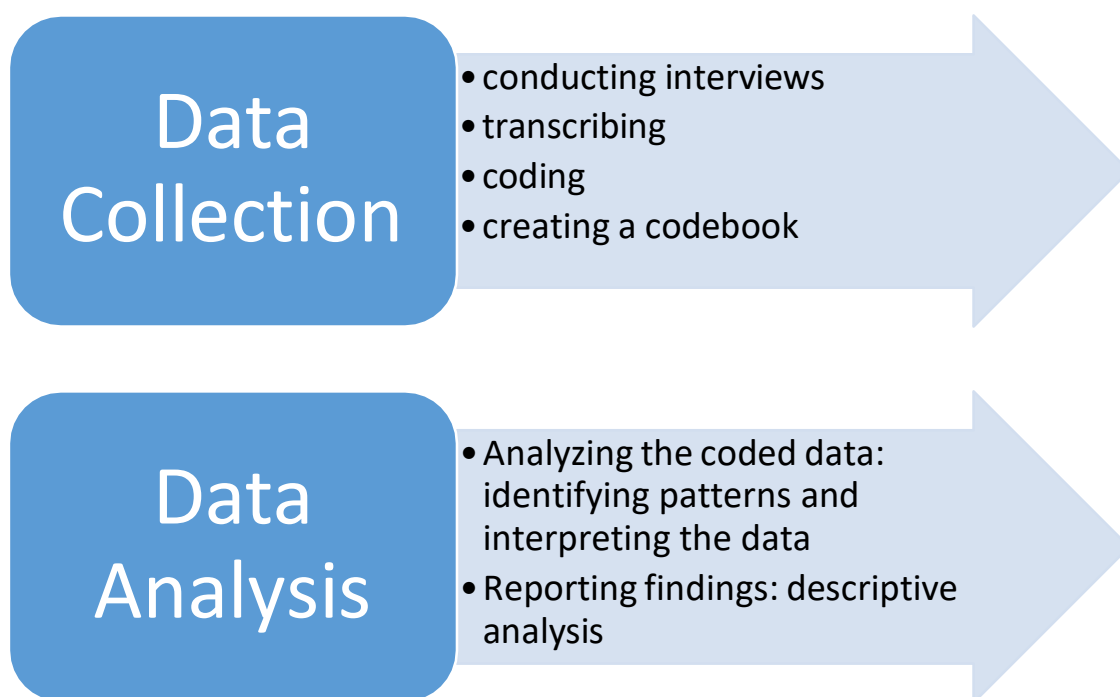 Data
Collection
• conducting interviews
• transcribing
• coding
• creating a codebook
Data
Analysis
• Analyzing the coded data:
identifying patterns and
interpreting the data
• Reporting findings: descriptive
analysis